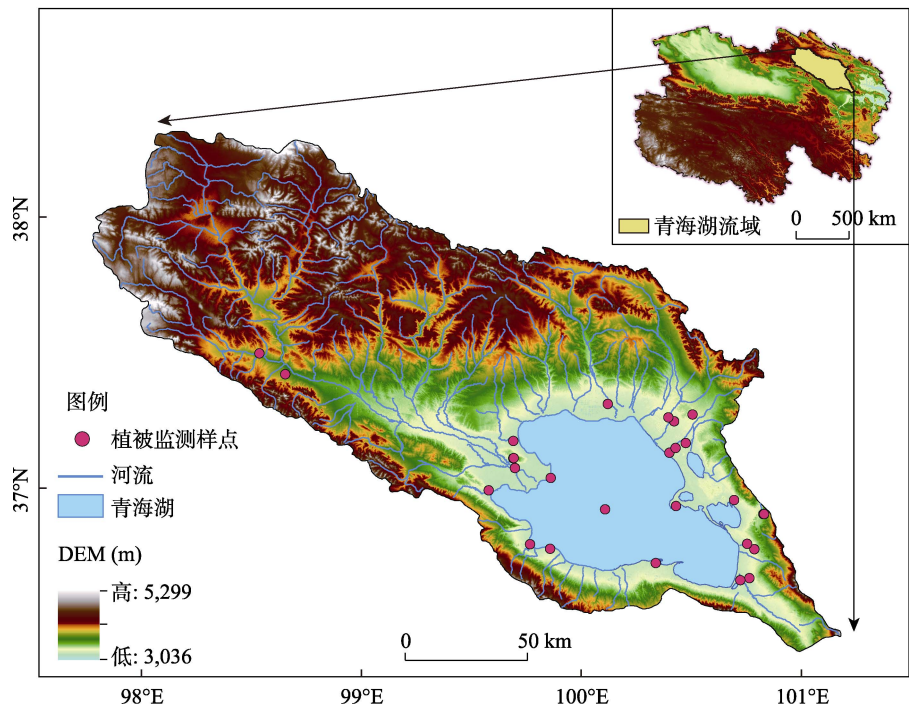 青海湖流域
0 500 km
38°N
37°N
图例
植被监测样点
河流
青海湖
DEM (m)
高: 5,299
低: 3,036
0 50 km
98°E 99°E 100°E 101°E